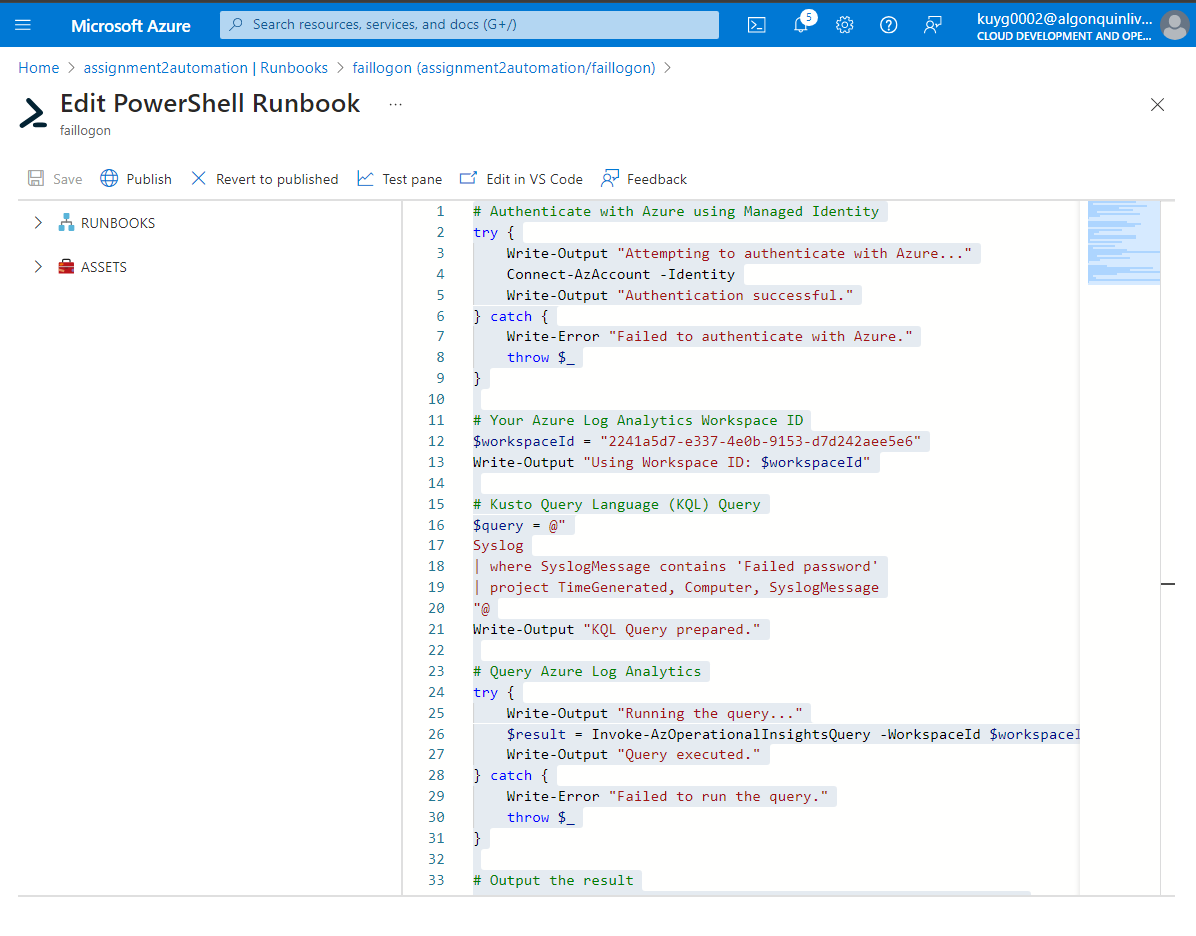 Microsoft Azure
Search resources, services, and docs (G+/)
5
kuyg0002@algonquinliv...
CLOUD DEVELOPMENT AND OPE...
Home > assignment2automation | Runbooks > faillogon (assignment2automation/faillogon) >
Edit PowerShell Runbook ...
faillogon
Save Publish Revert to published Test pane Edit in VS Code Feedback
RUNBOOKS
ASSETS
1 # Authenticate with Azure using Managed Identity
2 try {
3     Write-Output "Attempting to authenticate with Azure..."
4     Connect-AzAccount -Identity
5     Write-Output "Authentication successful."
6 } catch {
7     Write-Error "Failed to authenticate with Azure."
8     throw $_
9 }
10
11 # Your Azure Log Analytics Workspace ID
12 $workspaceId = "2241a5d7-e337-4e0b-9153-d7d242aee5e6"
13 Write-Output "Using Workspace ID: $workspaceId"
14
15 # Kusto Query Language (KQL) Query
16 $query = @"
17 Syslog
18 | where SyslogMessage contains 'Failed password'
19 | project TimeGenerated, Computer, SyslogMessage
20 "@
21 Write-Output "KQL Query prepared."
22
23 # Query Azure Log Analytics
24 try {
25     Write-Output "Running the query..."
26     $result = Invoke-AzOperationalInsightsQuery -WorkspaceId $workspaceI
27     Write-Output "Query executed."
28 } catch {
29     Write-Error "Failed to run the query."
30     throw $_
31 }
32
33 # Output the result